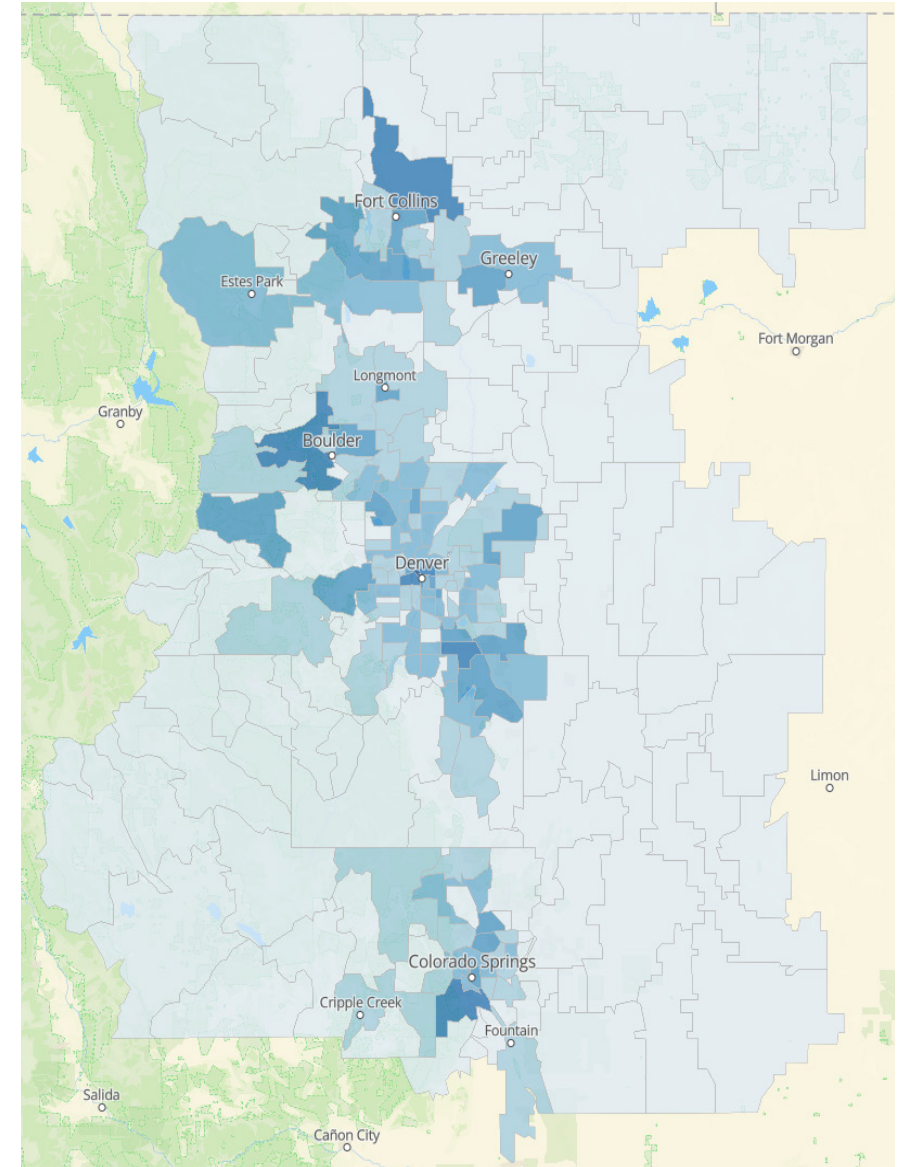 Fort Collins
Greeley
Estes Park
Fort Morgan
Longmont
Granby
Boulder
Denver
Limon
Colorado Springs
Cripple Creek
Fountain
Salida
Cañon City